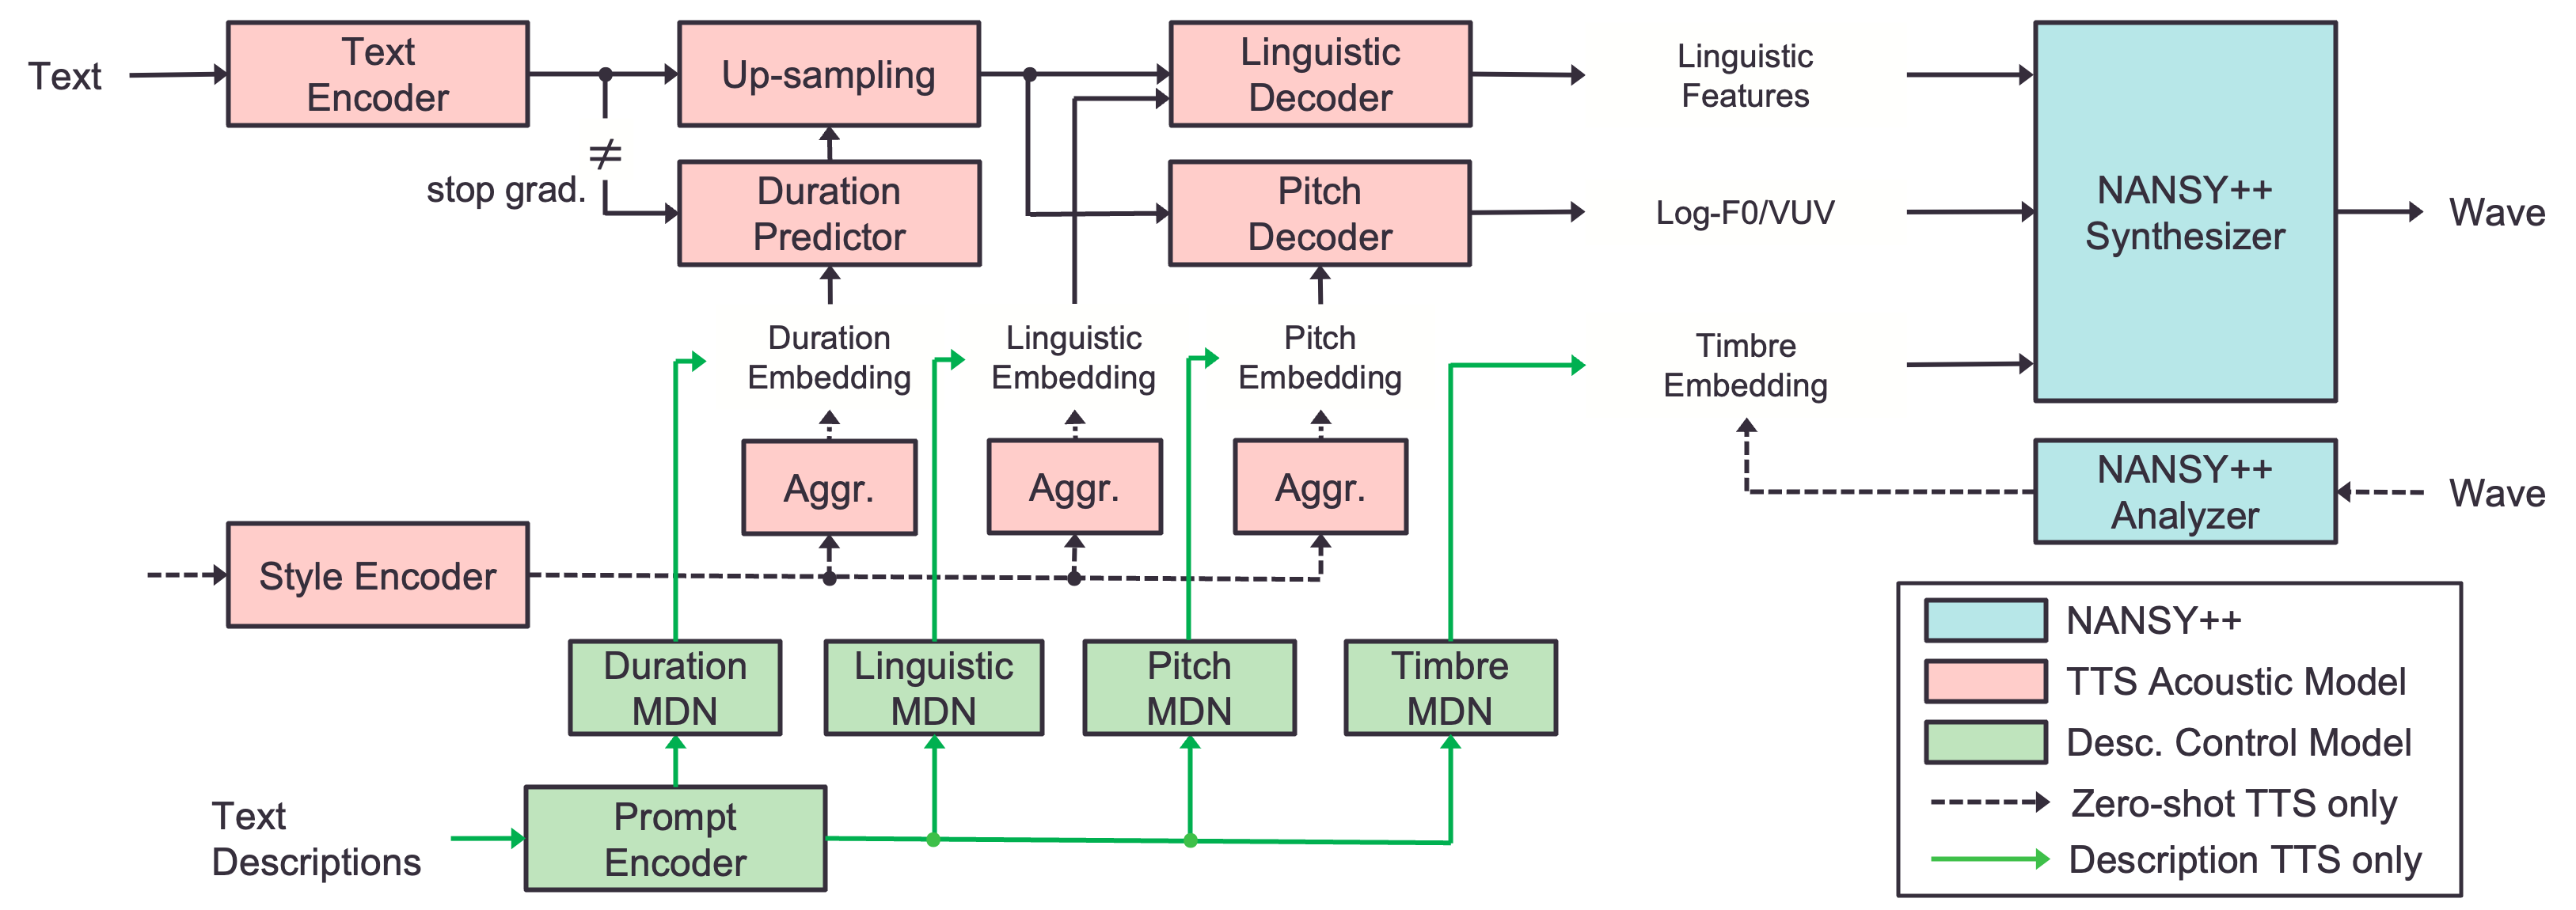 Text
Text
Encoder
Up-sampling
Linguistic
Decoder
Linguistic
Features
NANSY++
Synthesizer
Wave
≠
stop grad.
Duration
Predictor
Pitch
Decoder
Log-F0/VUV
Duration
Embedding
Linguistic
Embedding
Pitch
Embedding
Timbre
Embedding
Aggr.
Aggr.
Aggr.
NANSY++
Analyzer
Wave
Style Encoder
Duration
MDN
Linguistic
MDN
Pitch
MDN
Timbre
MDN
Text
Descriptions
Prompt
Encoder
NANSY++
TTS Acoustic Model
Desc. Control Model
Zero-shot TTS only
Description TTS only